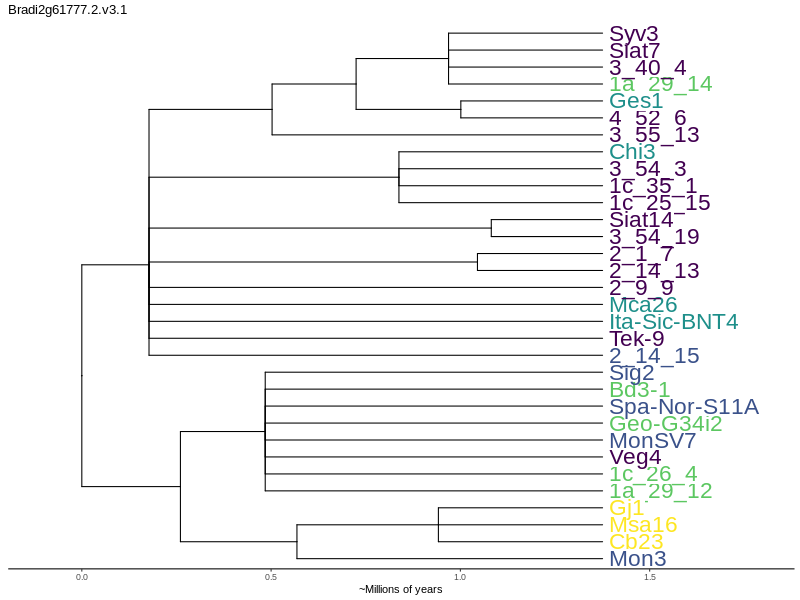 Bradi2g61777.2.v3.1
Syv3
Slat7
3_40_4
1a_29_14
Ges1
4_52_6
3_55_13
Chi3
3_54_3
1c_35_1
1c_25_15
Siat14
3_54_19
2_1_7
2_14_13
2_9_9
Mca26
Ita-Sic-BNT4
Tek-9
2_14_15
Sig2
Bd3-1
Spa-Nor-S11A
Geo-G34i2
MonSV7
Veg4
1c_26_4
1a_29_12
Gj1
Msa16
Cb23
Mon3
0.0 0.5 1.0 1.5
~Millions of years